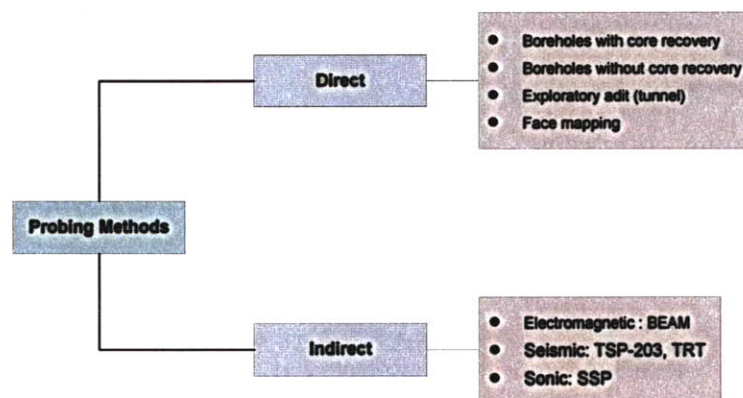 Direct
● Boreholes with core recovery
● Boreholes without core recovery
● Exploratory adit (tunnel)
● Face mapping
Probing Methods
Indirect
● Electromagnetic : BEAM
● Seismic: TSP-203, TRT
● Sonic: SSP